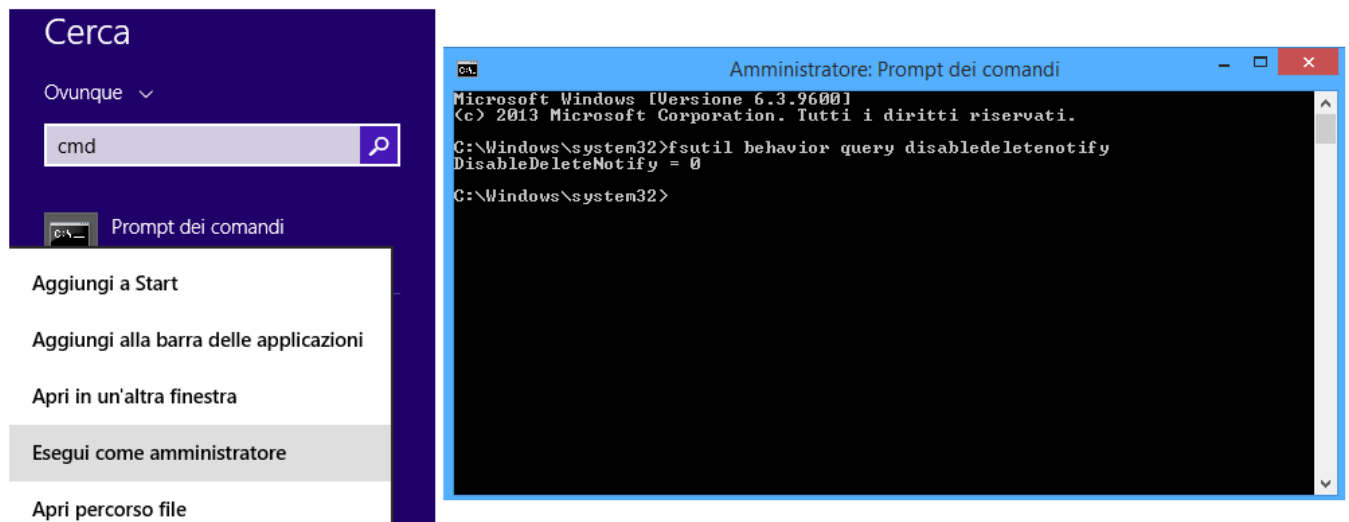 Cerca
Ovunque
cmd
Prompt dei comandi
Aggiungi a Start
Aggiungi alla barra delle applicazioni
Apri in un'altra finestra
Esegui come amministratore
Apri percorso file
Amministratore: Prompt dei comandi
Microsoft Windows [Versione 6.3.9600]
(c) 2013 Microsoft Corporation. Tutti i diritti riservati.
C:\Windows\system32>fsutil behavior query disabledeletenotify
DisableDeleteNotify = 0
C:\Windows\system32>